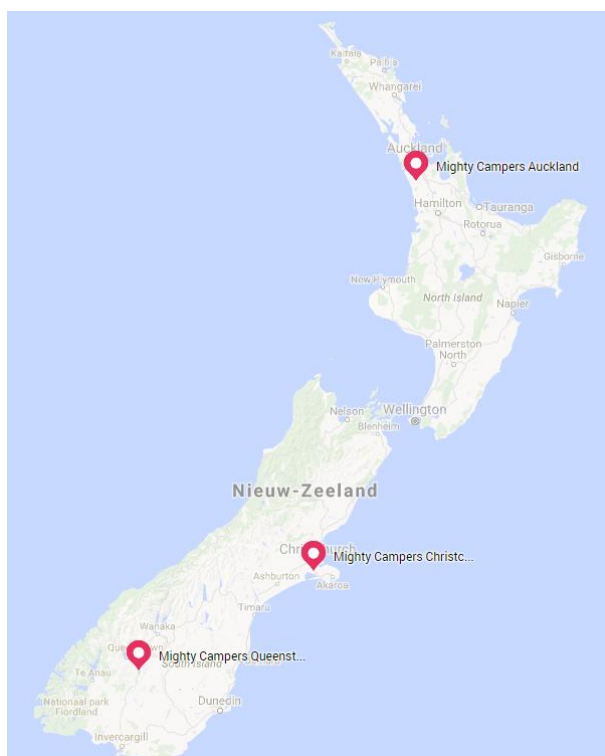 Kaitaia
Paihia
Whangarei
Auckland
Mighty Campers Auckland
Hamilton
Tauranga
Rotorua
Gisborne
New Plymouth
North Island
Napier
Palmerston
North
Nelson
Wellington
Blenheim
Nieuw-Zeeland
Christchurch
Mighty Campers Christc...
Ashburton
Akaroa
Timaru
Wanaka
Mighty Campers Queenst...
South Island
Te Anau
Nationaal park
Fiordland
Dunedin
Invercargill